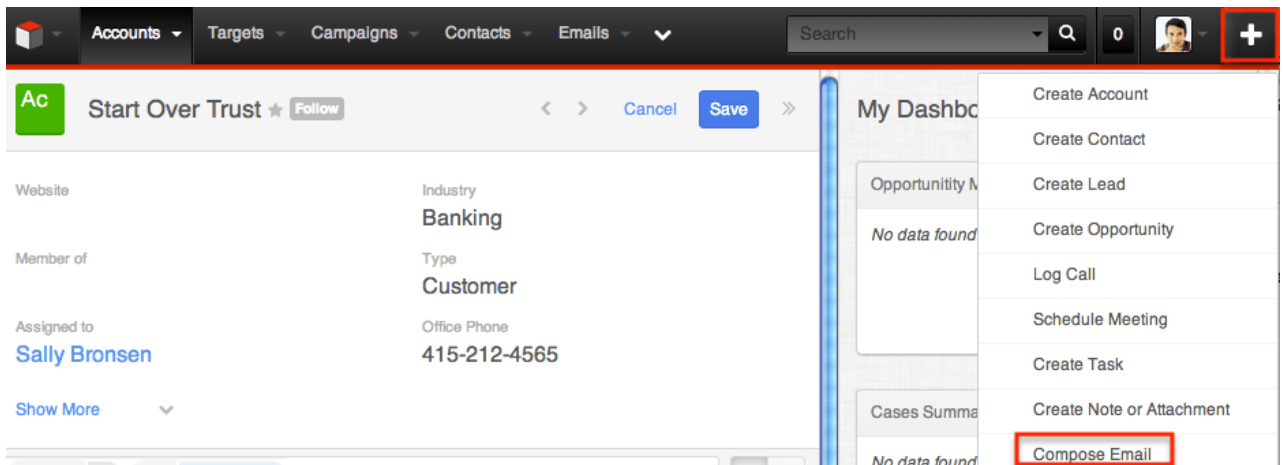 Accounts Targets Campaigns Contacts Emails Search 0
Ac Start Over Trust Follow Cancel Save
My Dashbo
Website
Industry
Banking
Member of
Type
Customer
Assigned to
Sally Bronsen
Office Phone
415-212-4565
Show More
Opportunitity M
No data found
Cases Summa
No data found
Create Account
Create Contact
Create Lead
Create Opportunity
Log Call
Schedule Meeting
Create Task
Create Note or Attachment
Compose Email